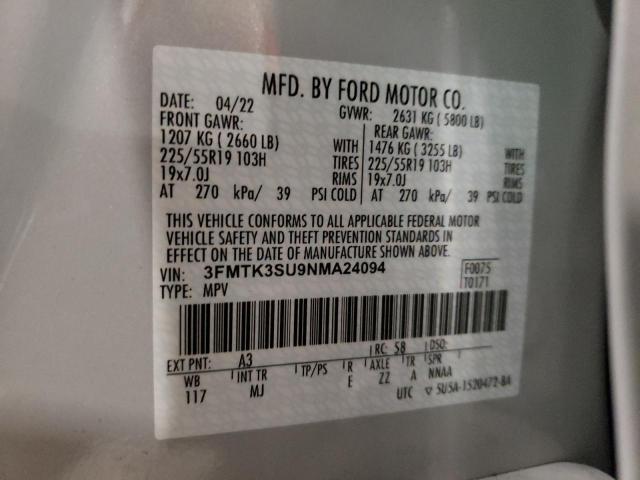 MFD. BY FORD MOTOR CO.
DATE: 04/22 GVWR: 2631 KG ( 5800 LB)
FRONT GAWR: REAR GAWR:
1207 KG ( 2660 LB) WITH 1476 KG ( 3255 LB) WITH
225/55R19 103H TIRES 225/55R19 103H TIRES
19x7.0J RIMS 19x7.0J RIMS
AT 270 kPa/ 39 PSI COLD AT 270 kPa/ 39 PSI COLD
THIS VEHICLE CONFORMS TO ALL APPLICABLE FEDERAL MOTOR
VEHICLE SAFETY AND THEFT PREVENTION STANDARDS IN
EFFECT ON THE DATE OF MANUFACTURE SHOWN ABOVE.
VIN: 3FMTK3SU9NMA24094 F0075
TYPE: MPV T0171
EXT PNT: A3 RC: 58 DSO:
WB INT TR TP/PS R AXLE TR SPR
117 MJ E ZZ A NNAA
UTC 5U5A-1520472-BA